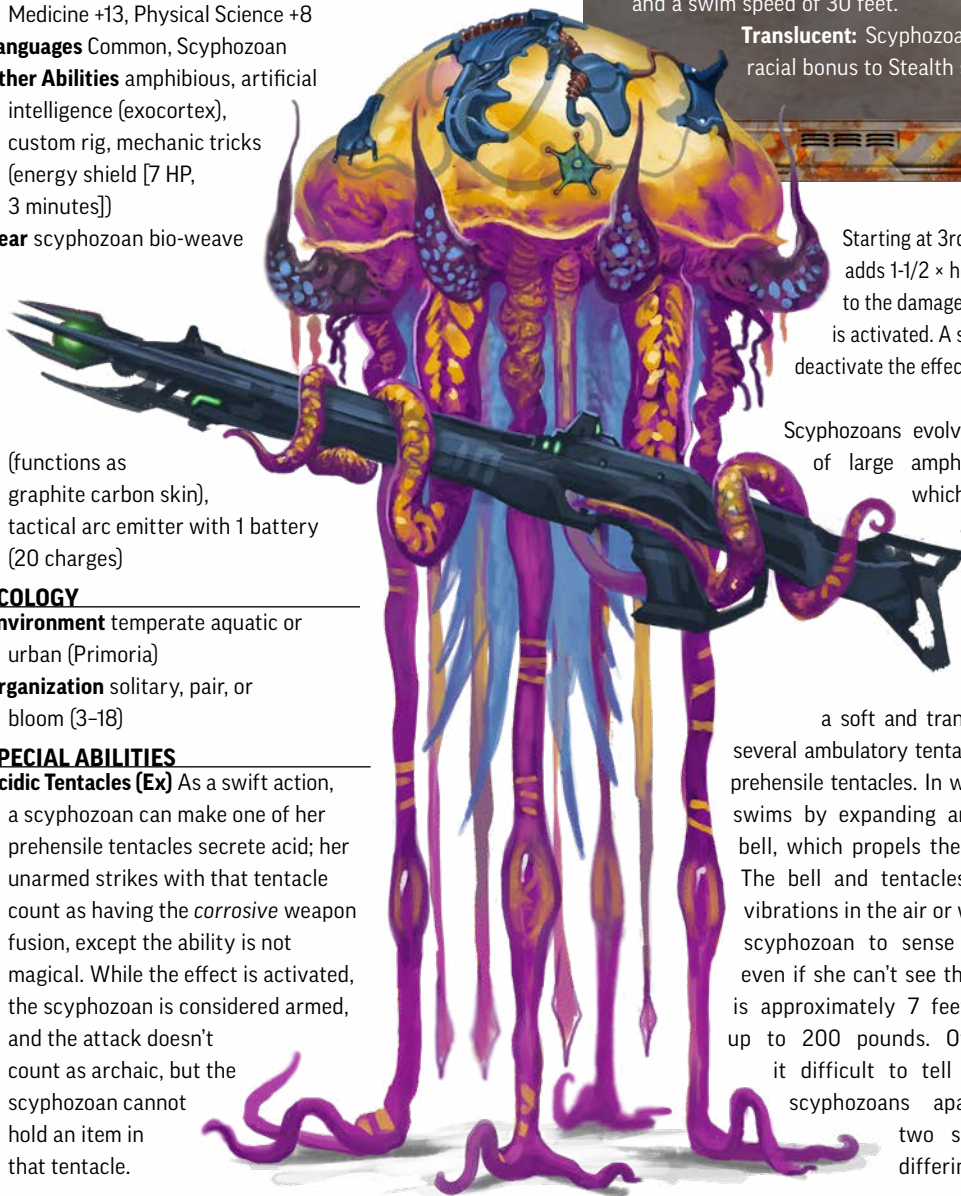 Medicine +13, Physical Science +8
anguages Common, Scyphozoan
ther Abilities amphibious, artificial
intelligence (exocortex),
custom rig, mechanic tricks
(energy shield [7 HP,
3 minutes])
ear scyphozoan bio-weave
(functions as
graphite carbon skin),
tactical arc emitter with 1 battery
(20 charges)
COLOGY
nvironment temperate aquatic or
urban (Primoria)
rganization solitary, pair, or
bloom (3–18)
PECIAL ABILITIES
cidic Tentacles (Ex) As a swift action,
a scyphozoan can make one of her
prehensile tentacles secrete acid; her
unarmed strikes with that tentacle
count as having the corrosive weapon
fusion, except the ability is not
magical. While the effect is activated,
the scyphozoan is considered armed,
and the attack doesn't
count as archaic, but the
scyphozoan cannot
hold an item in
that tentacle.
and a swim speed of 30 feet.
Translucent: Scyphozoa
racial bonus to Stealth
Starting at 3rd
adds 1-1/2 × h
to the damage
is activated. A s
deactivate the effec
Scyphozoans evolv
of large amph
which
a soft and tran
several ambulatory tenta
prehensile tentacles. In w
swims by expanding a
bell, which propels the
The bell and tentacles
vibrations in the air or w
scyphozoan to sense
even if she can't see th
is approximately 7 fee
up to 200 pounds. O
it difficult to tell
scyphozoans apa
two s
differin